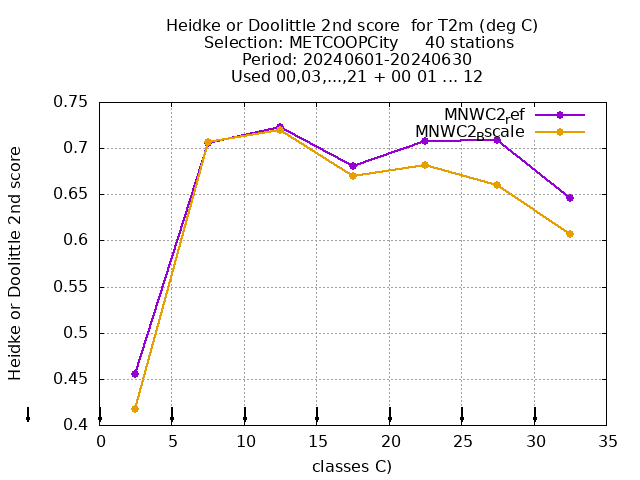 Heidke or Doolittle 2nd score  for T2m (deg C)
Selection: METCOOPCity     40 stations
Period: 20240601-20240630
Used 00,03,...,21 + 00 01 ... 12
MNWC2ref
MNWC2Bscale
Heidke or Doolittle 2nd score
0.75
0.7
0.65
0.6
0.55
0.5
0.45
0.4
0 5 10 15 20 25 30 35
classes C)